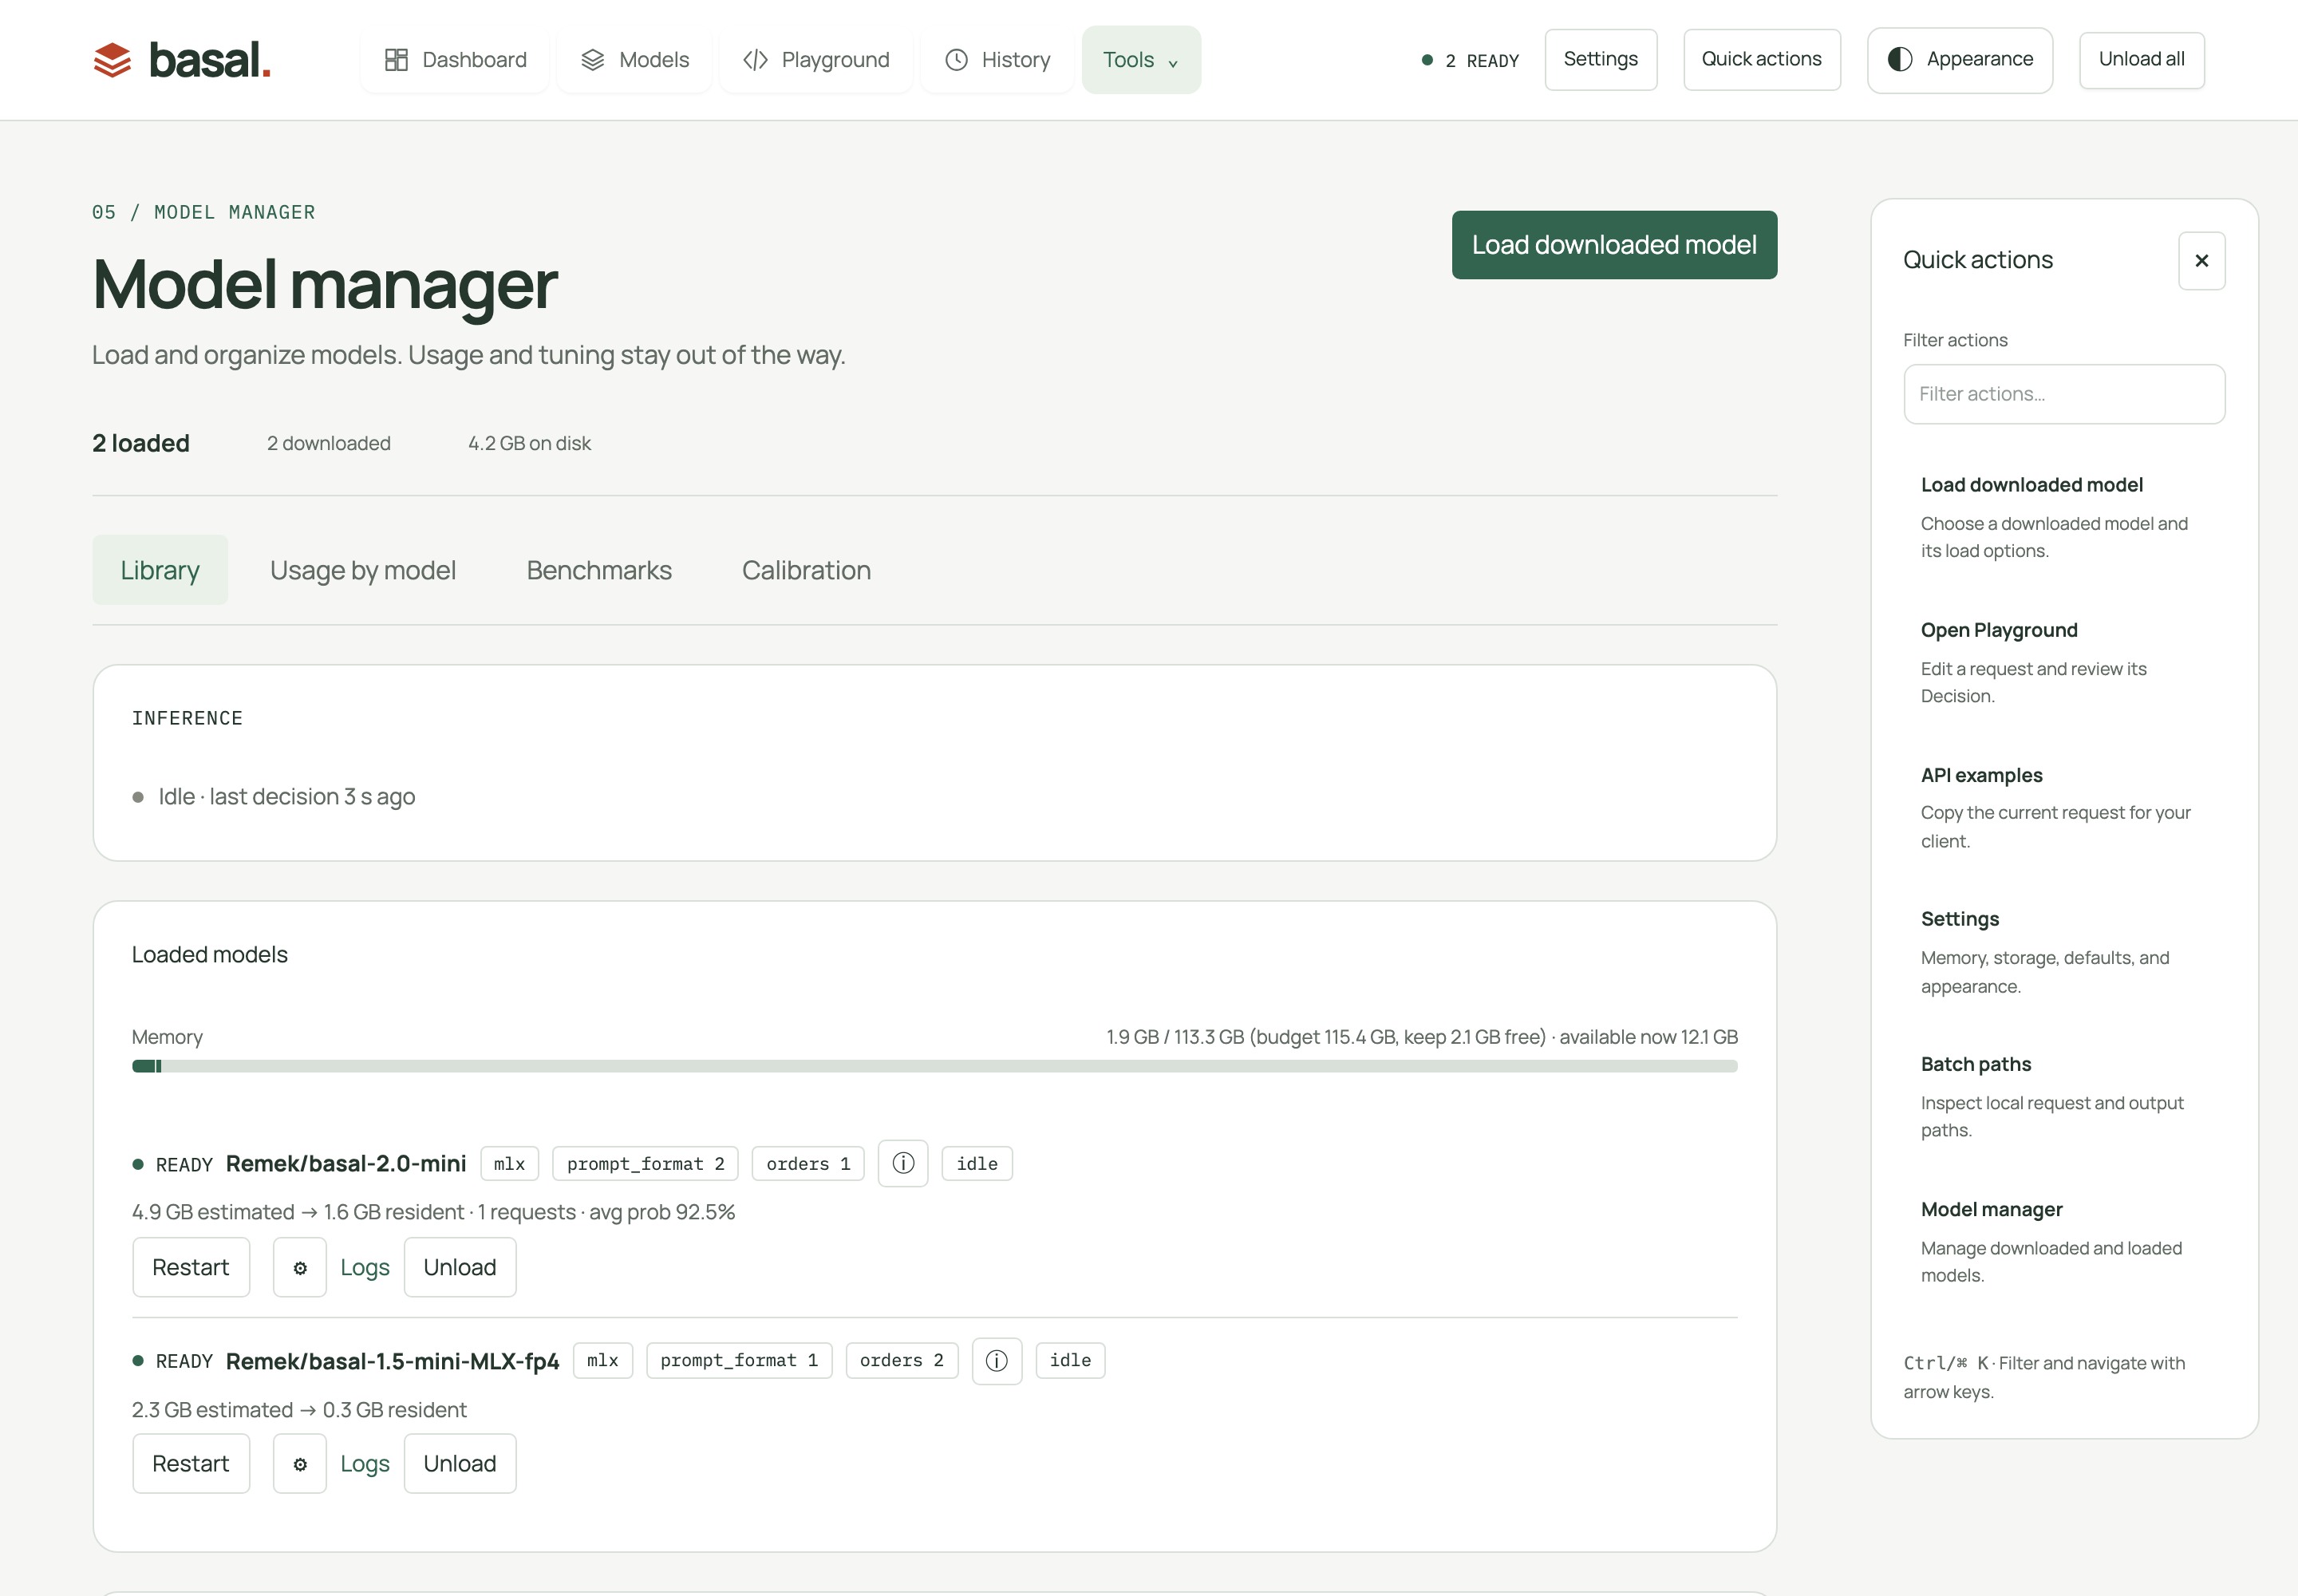 basal.
Dashboard
Models
Playground
History
Tools
2 READY
Settings
Quick actions
Appearance
Unload all
05 / MODEL MANAGER
Model manager
Load and organize models. Usage and tuning stay out of the way.
Load downloaded model
2 loaded
2 downloaded
4.2 GB on disk
Library
Usage by model
Benchmarks
Calibration
INFERENCE
Idle · last decision 3 s ago
Loaded models
Memory
1.9 GB / 113.3 GB (budget 115.4 GB, keep 2.1 GB free) · available now 12.1 GB
READY Remek/basal-2.0-mini mlx prompt_format 2 orders 1 ⓘ idle
4.9 GB estimated → 1.6 GB resident · 1 requests · avg prob 92.5%
Restart ⚙ Logs Unload
READY Remek/basal-1.5-mini-MLX-fp4 mlx prompt_format 1 orders 2 ⓘ idle
2.3 GB estimated → 0.3 GB resident
Restart ⚙ Logs Unload
Quick actions
×
Filter actions
Filter actions…
Load downloaded model
Choose a downloaded model and
its load options.
Open Playground
Edit a request and review its
Decision.
API examples
Copy the current request for your
client.
Settings
Memory, storage, defaults, and
appearance.
Batch paths
Inspect local request and output
paths.
Model manager
Manage downloaded and loaded
models.
Ctrl/⌘ K · Filter and navigate with
arrow keys.